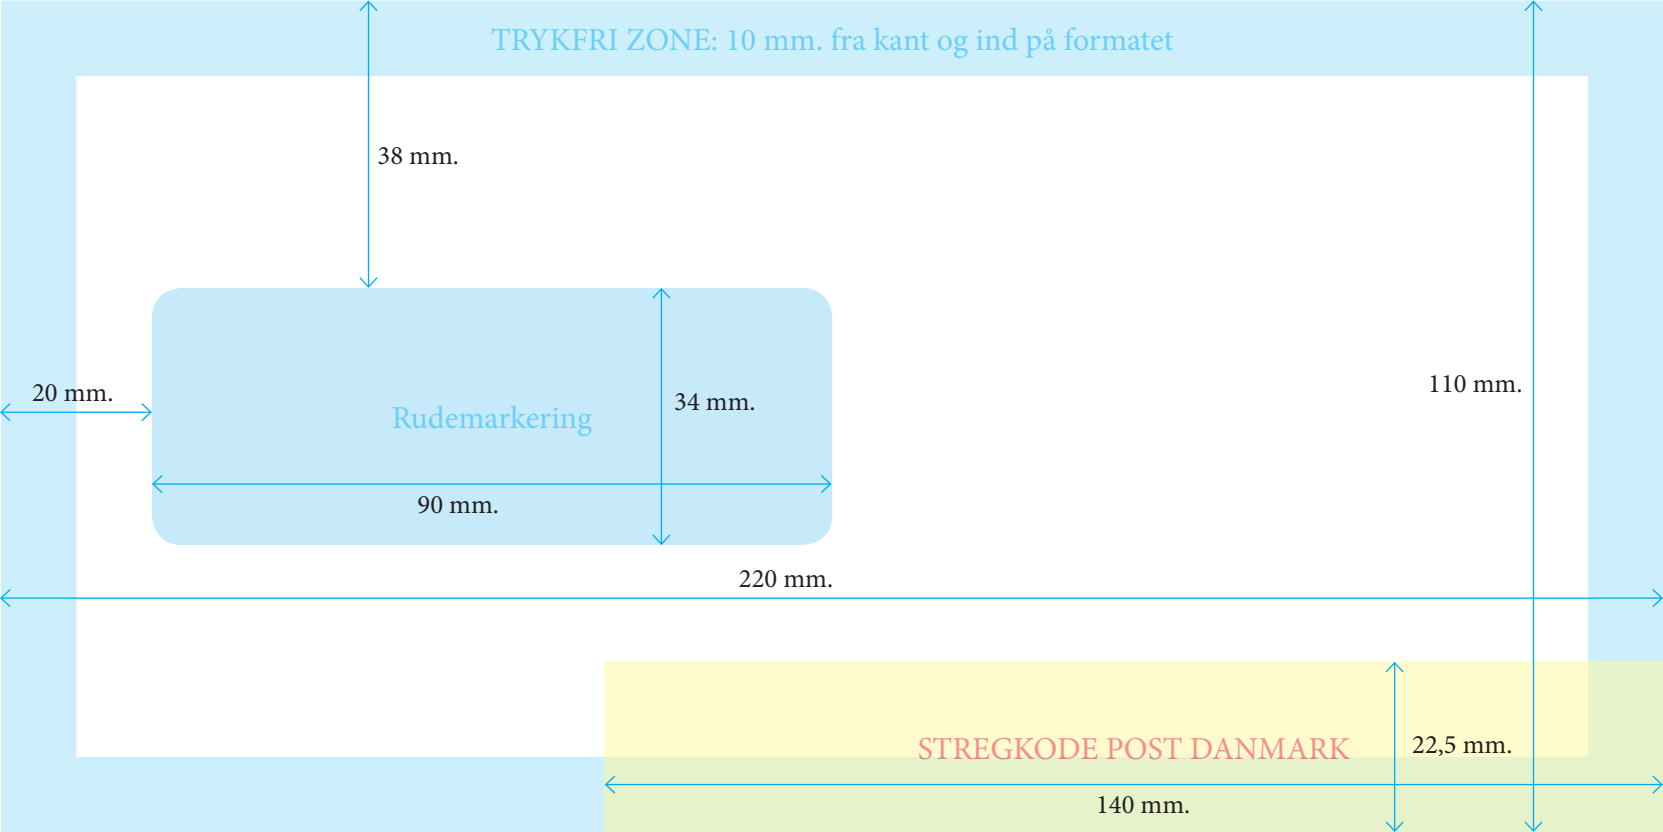 TRYKFRI ZONE: 10 mm. fra kant og ind på formatet
38 mm.
20 mm.
110 mm.
34 mm.
Rudemarkering
90 mm.
220 mm.
STREGKODE POST DANMARK
22,5 mm.
140 mm.